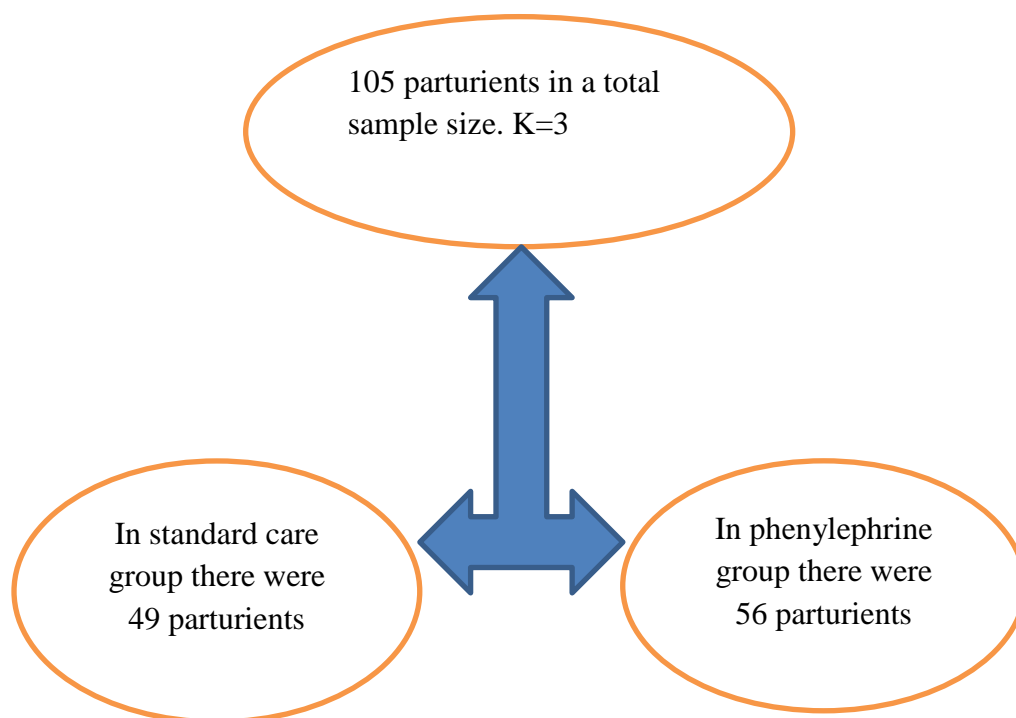 105 parturients in a total
sample size. K=3
In standard care
group there were
49 parturients
In phenylephrine
group there were
56 parturients